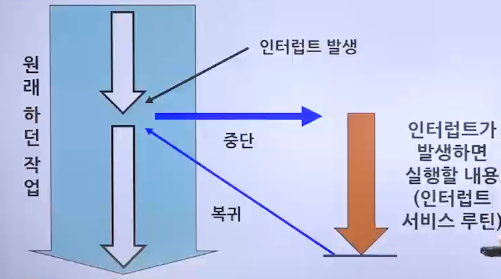 원래 하던 작업
인터럽트 발생
중단
복귀
인터럽트가
발생하면
실행할 내용
(인터럽트
서비스 루틴)